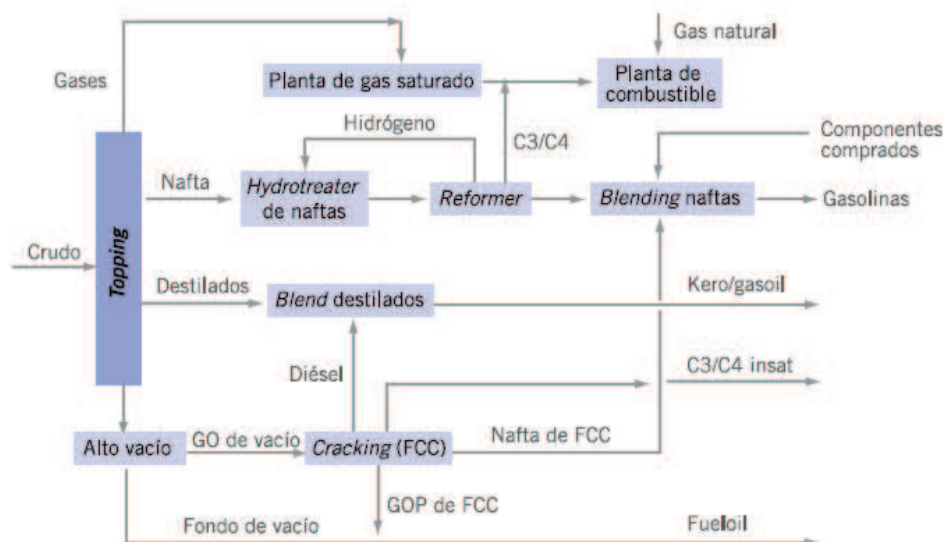 Gas natural
Gases
Planta de gas saturado
Planta de
combustible
Hidrógeno
C3/C4
Componentes
comprados
Nafta
Hydrotreater
de naftas
Reformer
Blending naftas
Gasolinas
Crudo
Topping
Destilados
Blend destilados
Kero/gasoil
Diésel
C3/C4 insat
Alto vacío
GO de vacío
Cracking (FCC)
Nafta de FCC
GOP de FCC
Fondo de vacío
Fueloil